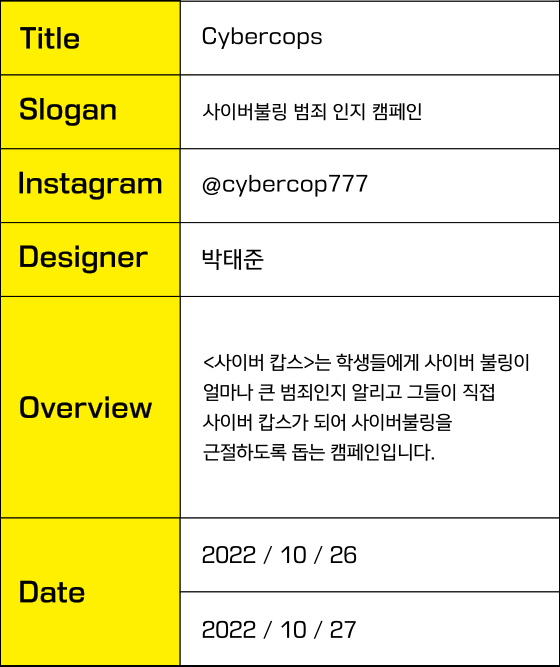 Title
Cybercops
Slogan
사이버불링 범죄 인지 캠페인
Instagram
@cybercop777
Designer
박태준
Overview
<사이버 캅스>는 학생들에게 사이버 불링이
얼마나 큰 범죄인지 알리고 그들이 직접
사이버 캅스가 되어 사이버불링을
근절하도록 돕는 캠페인입니다.
Date
2022 / 10 / 26
2022 / 10 / 27